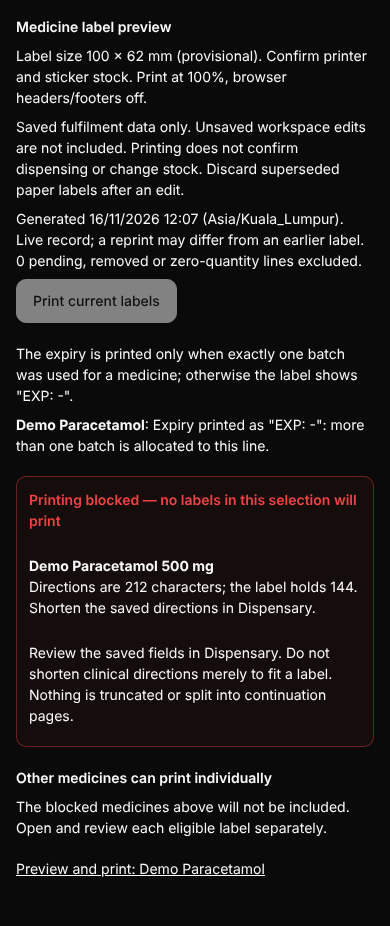 Medicine label preview
Label size 100 × 62 mm (provisional). Confirm printer
and sticker stock. Print at 100%, browser
headers/footers off.
Saved fulfilment data only. Unsaved workspace edits
are not included. Printing does not confirm
dispensing or change stock. Discard superseded
paper labels after an edit.
Generated 16/11/2026 12:07 (Asia/Kuala_Lumpur).
Live record; a reprint may differ from an earlier label.
0 pending, removed or zero-quantity lines excluded.
Print current labels
The expiry is printed only when exactly one batch
was used for a medicine; otherwise the label shows
"EXP: -".
Demo Paracetamol: Expiry printed as "EXP: -": more
than one batch is allocated to this line.
Printing blocked — no labels in this selection will
print
Demo Paracetamol 500 mg
Directions are 212 characters; the label holds 144.
Shorten the saved directions in Dispensary.
Review the saved fields in Dispensary. Do not
shorten clinical directions merely to fit a label.
Nothing is truncated or split into continuation
pages.
Other medicines can print individually
The blocked medicines above will not be included.
Open and review each eligible label separately.
Preview and print: Demo Paracetamol